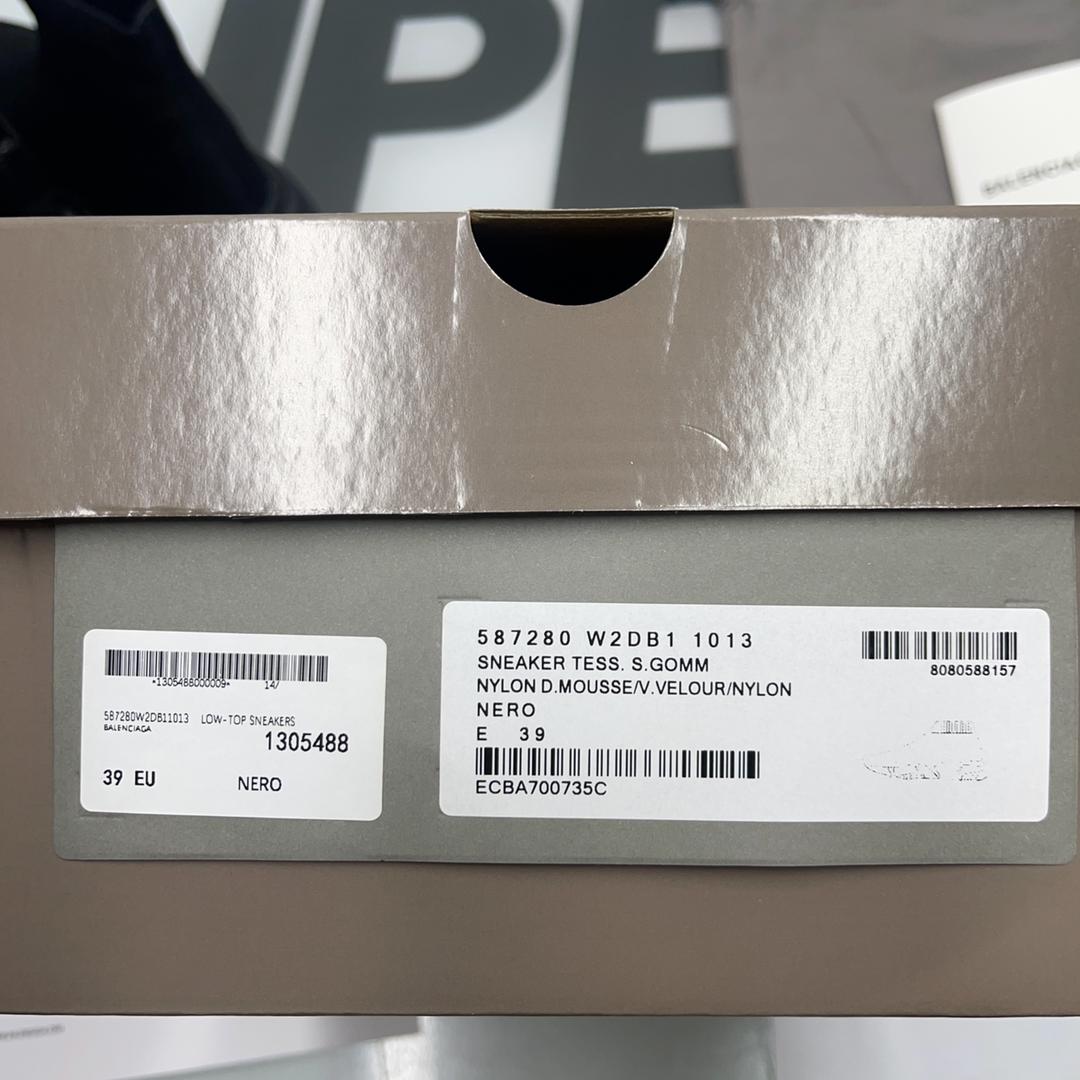 BALENCIAGA
*1305488000009* 14/
587280W2DB11013 LOW-TOP SNEAKERS
BALENCIAGA
1305488
39 EU NERO
587280 W2DB1 1013
SNEAKER TESS. S.GOMM
NYLON D.MOUSSE/V.VELOUR/NYLON
NERO
E 39
ECBA700735C
8080588157